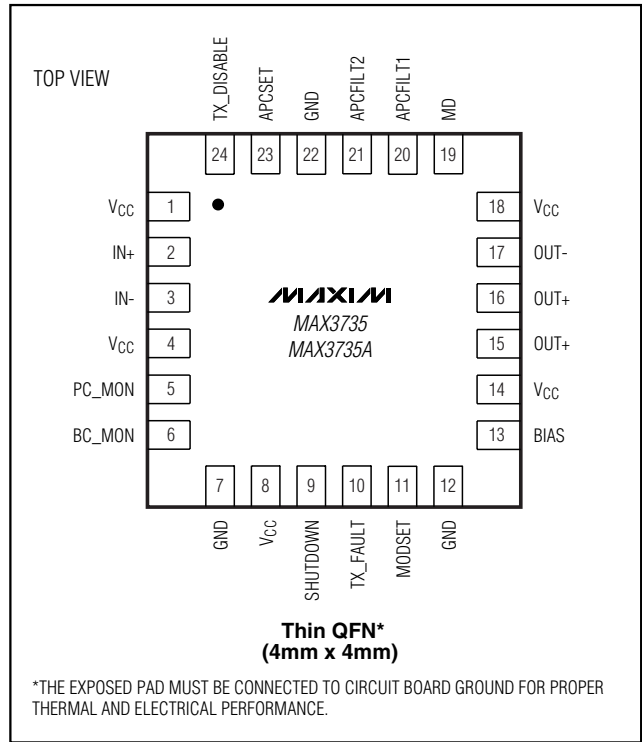 TOP VIEW
TX_DISABLE
APCSET
GND
APCFILT2
APCFILT1
MD
24
23
22
21
20
19
VCC 1
IN+ 2
IN- 3
VCC 4
PC_MON 5
BC_MON 6
18 VCC
17 OUT-
16 OUT+
15 OUT+
14 VCC
13 BIAS
MAXIM
MAX3735
MAX3735A
7
8
9
10
11
12
GND
VCC
SHUTDOWN
TX_FAULT
MODSET
GND
Thin QFN*
(4mm x 4mm)
*THE EXPOSED PAD MUST BE CONNECTED TO CIRCUIT BOARD GROUND FOR PROPER
THERMAL AND ELECTRICAL PERFORMANCE.